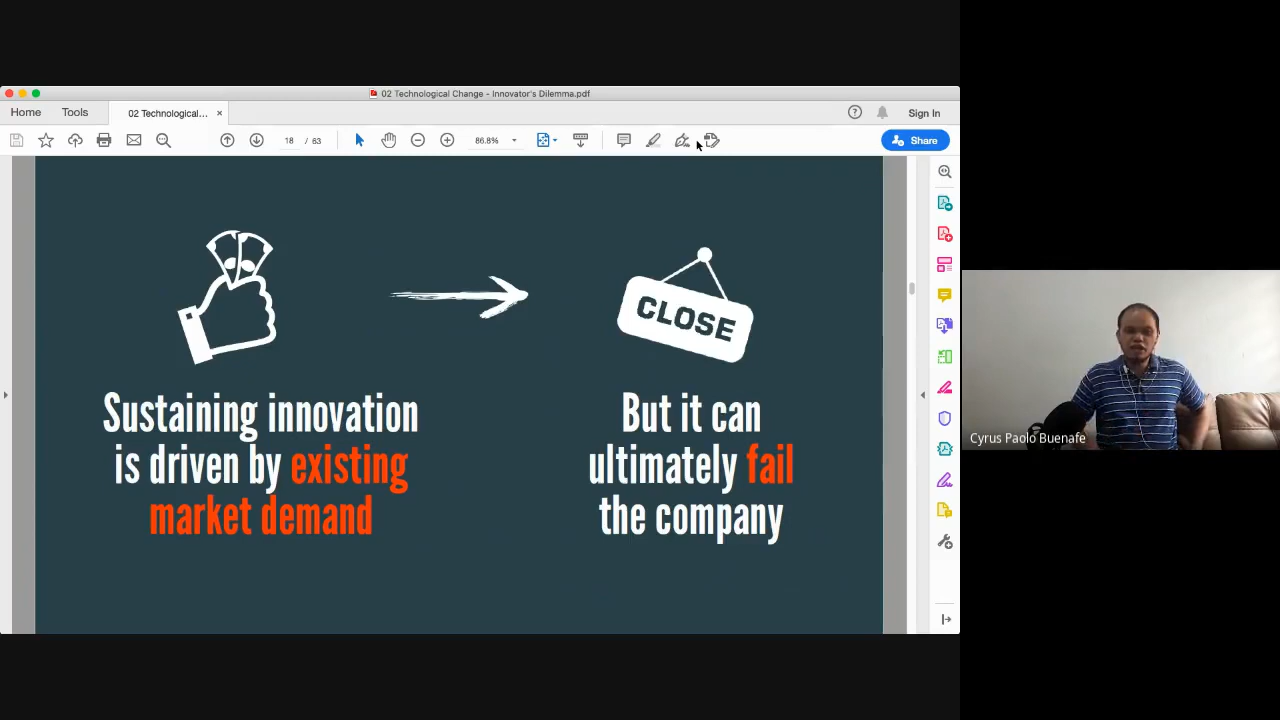 02 Technological Change - Innovator's Dilemma.pdf
Home Tools 02 Technological... × Sign In
18 / 63 86.8% Share
CLOSE
Sustaining innovation
is driven by existing
market demand
But it can
ultimately fail
the company
Cyrus Paolo Buenafe